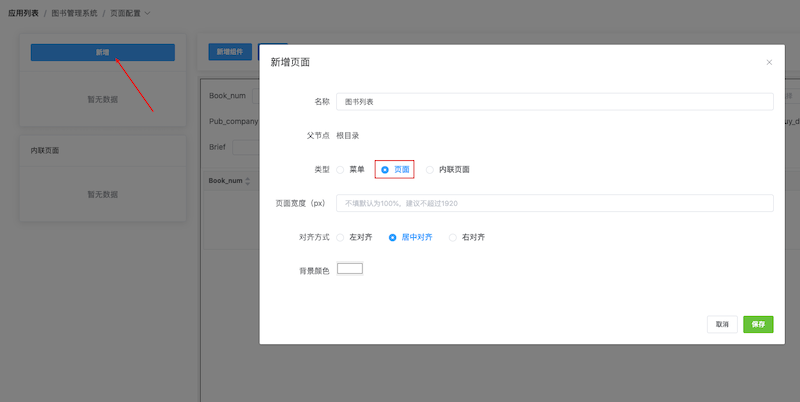 应用列表 / 图书管理系统 / 页面配置
新增
新增组件
暂无数据
内联页面
暂无数据
Book_num
Pub_company
uy_d
Brief
Book_num
新增页面
名称 图书列表
父节点 根目录
类型 菜单 页面 内联页面
页面宽度（px） 不填默认为100%，建议不超过1920
对齐方式 左对齐 居中对齐 右对齐
背景颜色
取消 保存